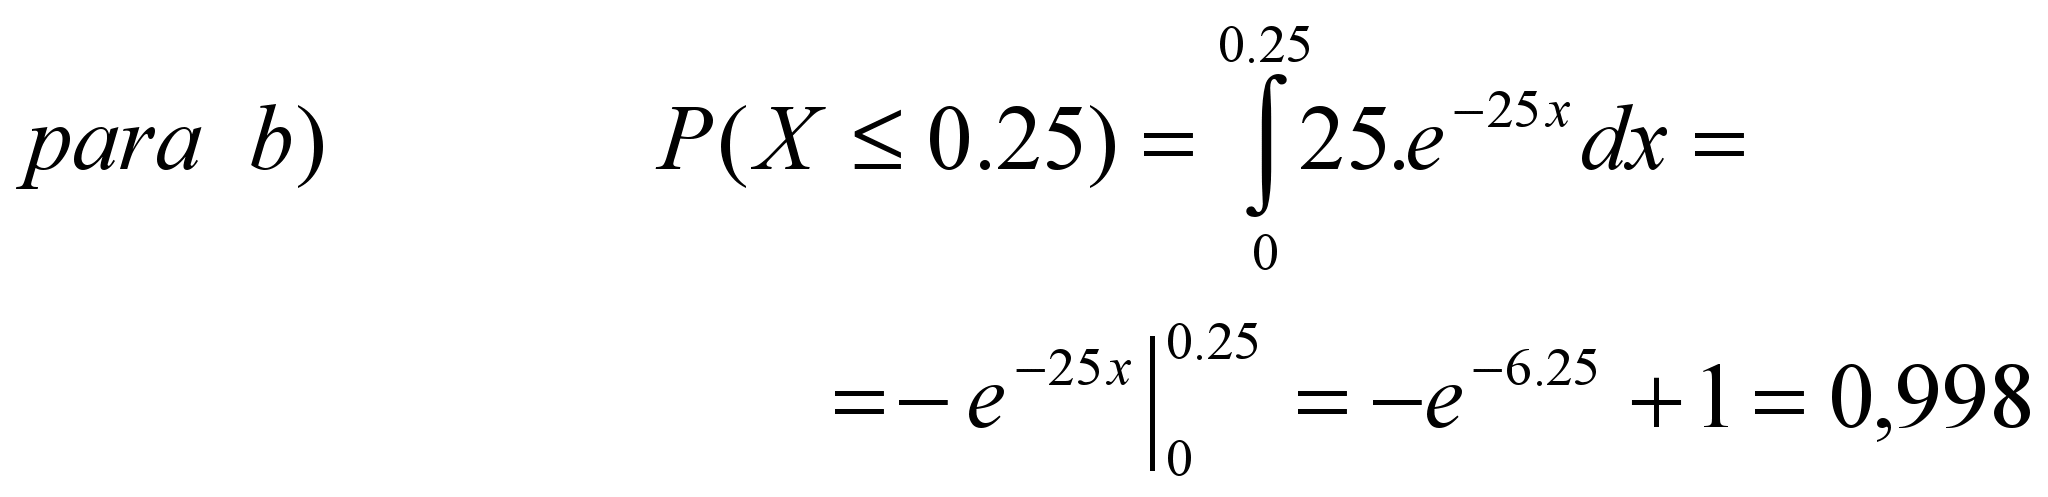 para b) P(X ≤ 0.25) = ∫₀^0.25 25.e^−25x dx =
= − e^−25x |₀^0.25 = −e^−6.25 + 1 = 0,998